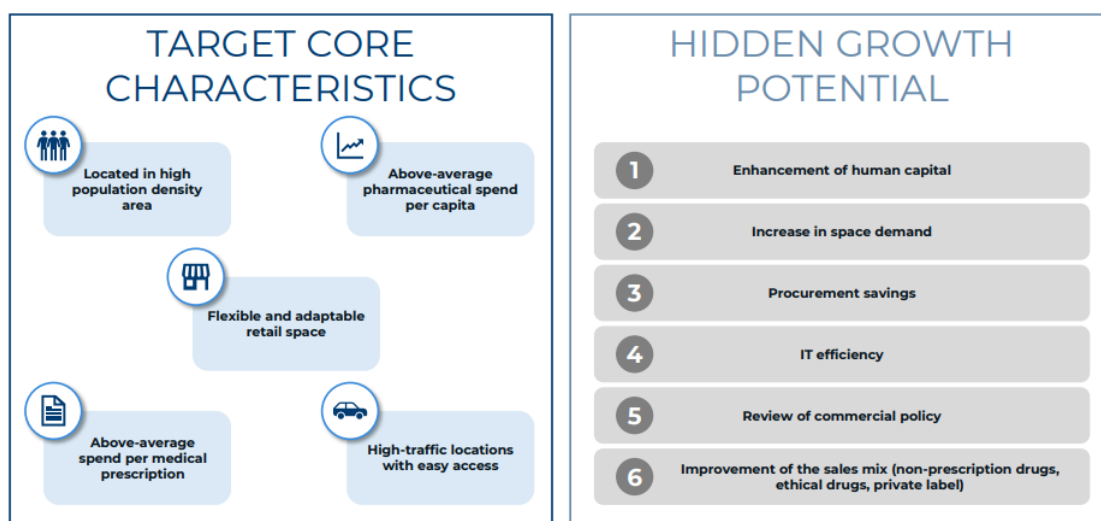 TARGET CORE
CHARACTERISTICS
Located in high
population density
area
Above-average
pharmaceutical spend
per capita
Flexible and adaptable
retail space
Above-average
spend per medical
prescription
High-traffic locations
with easy access
HIDDEN GROWTH
POTENTIAL
1
Enhancement of human capital
2
Increase in space demand
3
Procurement savings
4
IT efficiency
5
Review of commercial policy
6
Improvement of the sales mix (non-prescription drugs,
ethical drugs, private label)